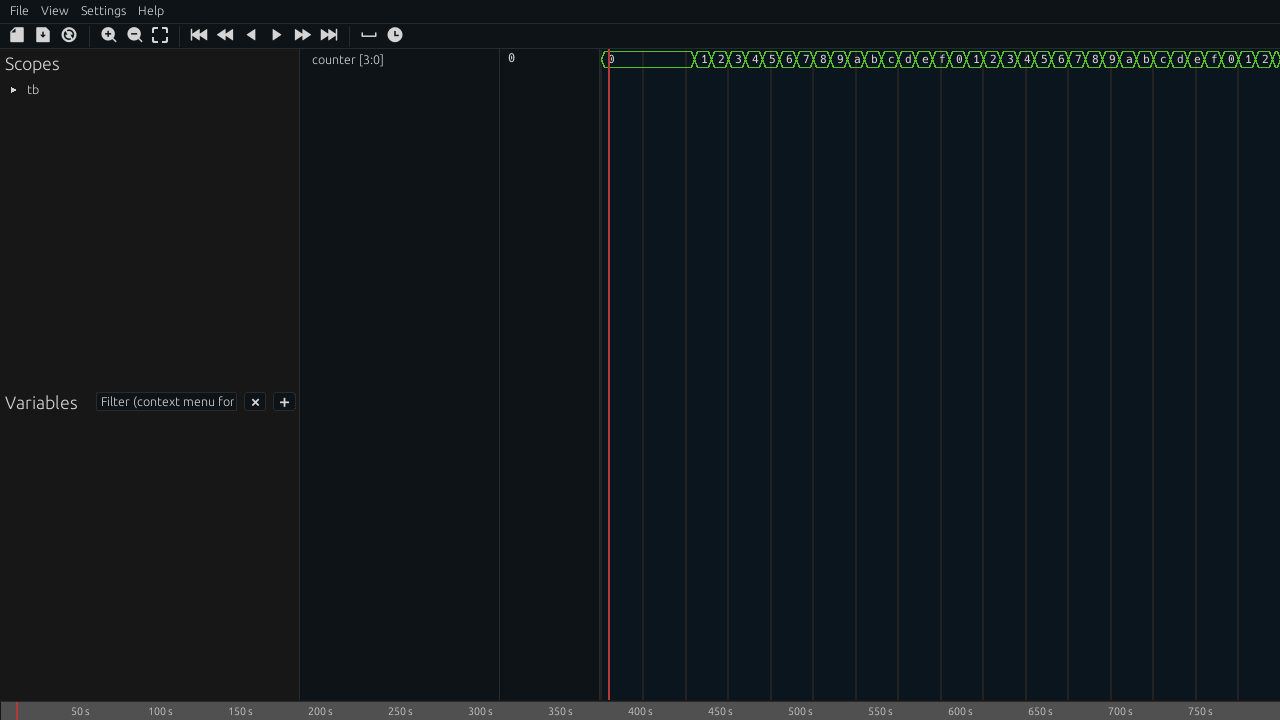 File View Settings Help
Scopes
tb
counter [3:0]
0
0 1 2 3 4 5 6 7 8 9 a b c d e f 0 1 2 3 4 5 6 7 8 9 a b c d e f 0 1 2
Variables
Filter (context menu for
50 s 100 s 150 s 200 s 250 s 300 s 350 s 400 s 450 s 500 s 550 s 600 s 650 s 700 s 750 s